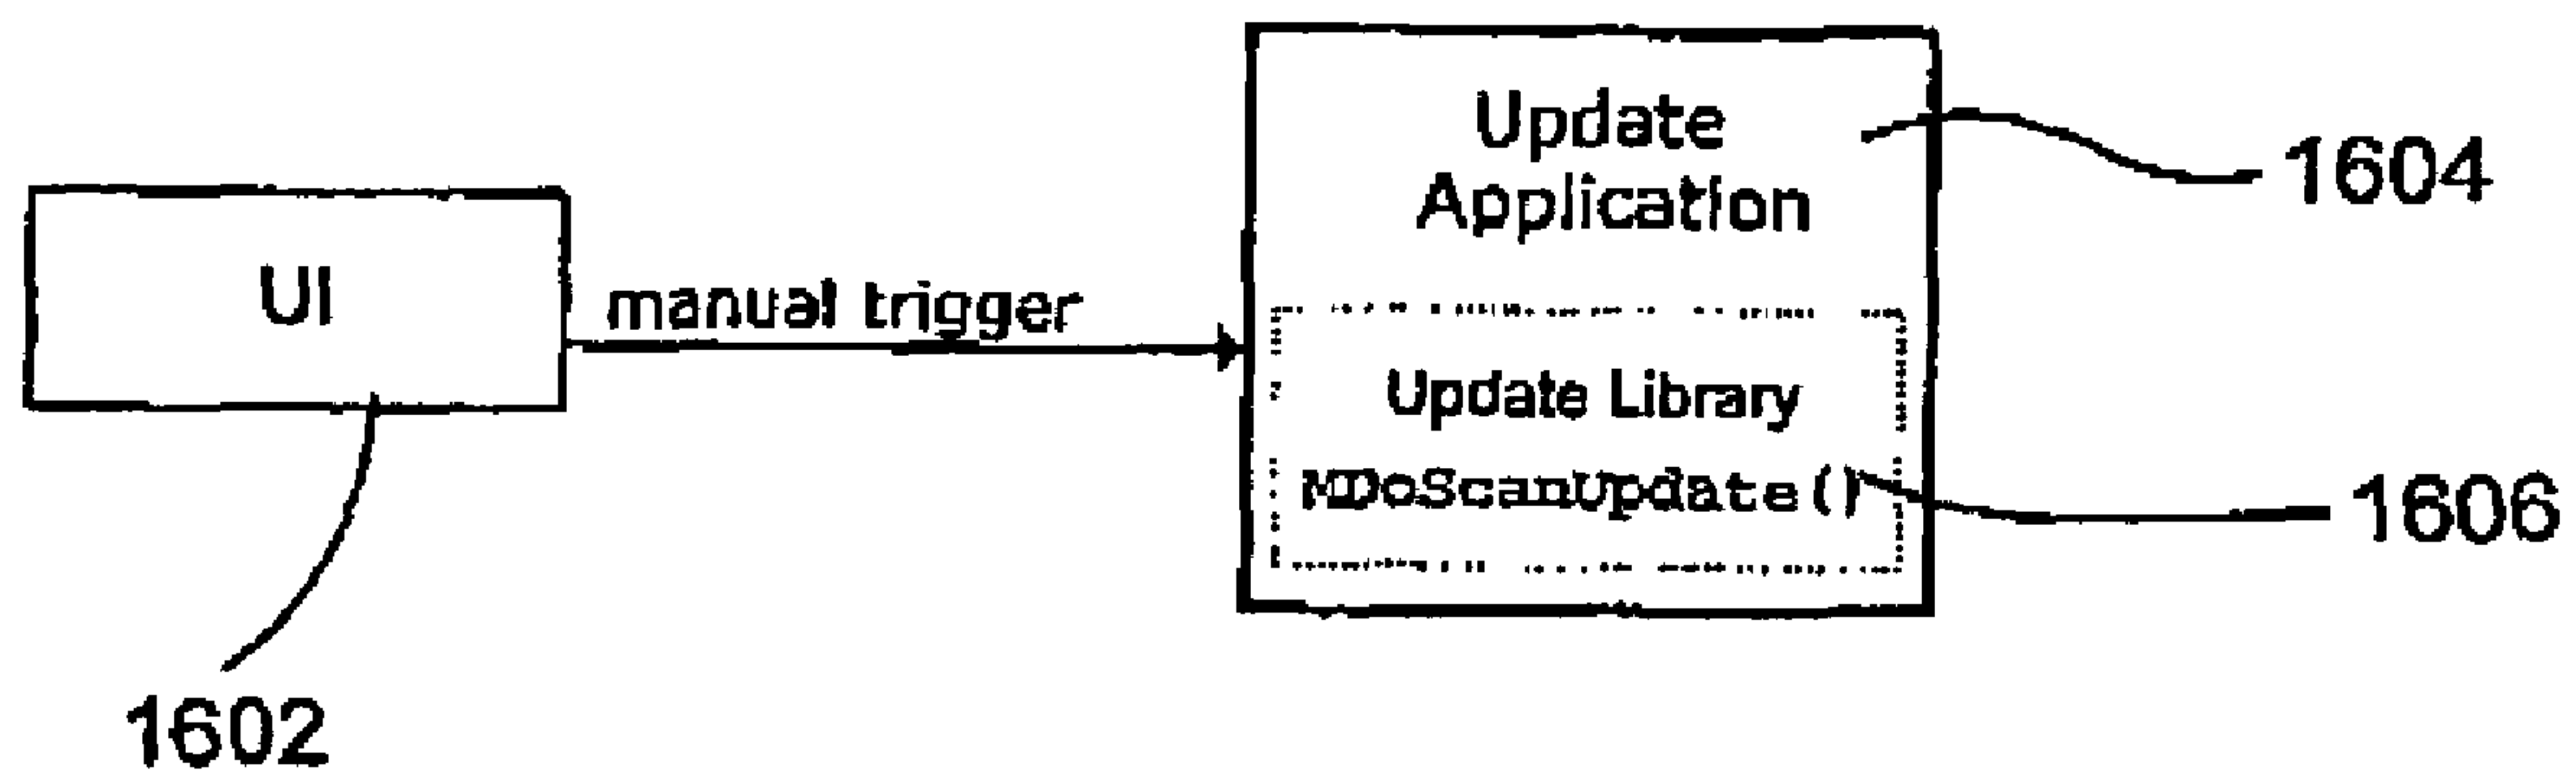 Update
Application
1604
UI
manual trigger
Update Library
MDoScanUpdate()
1606
1602